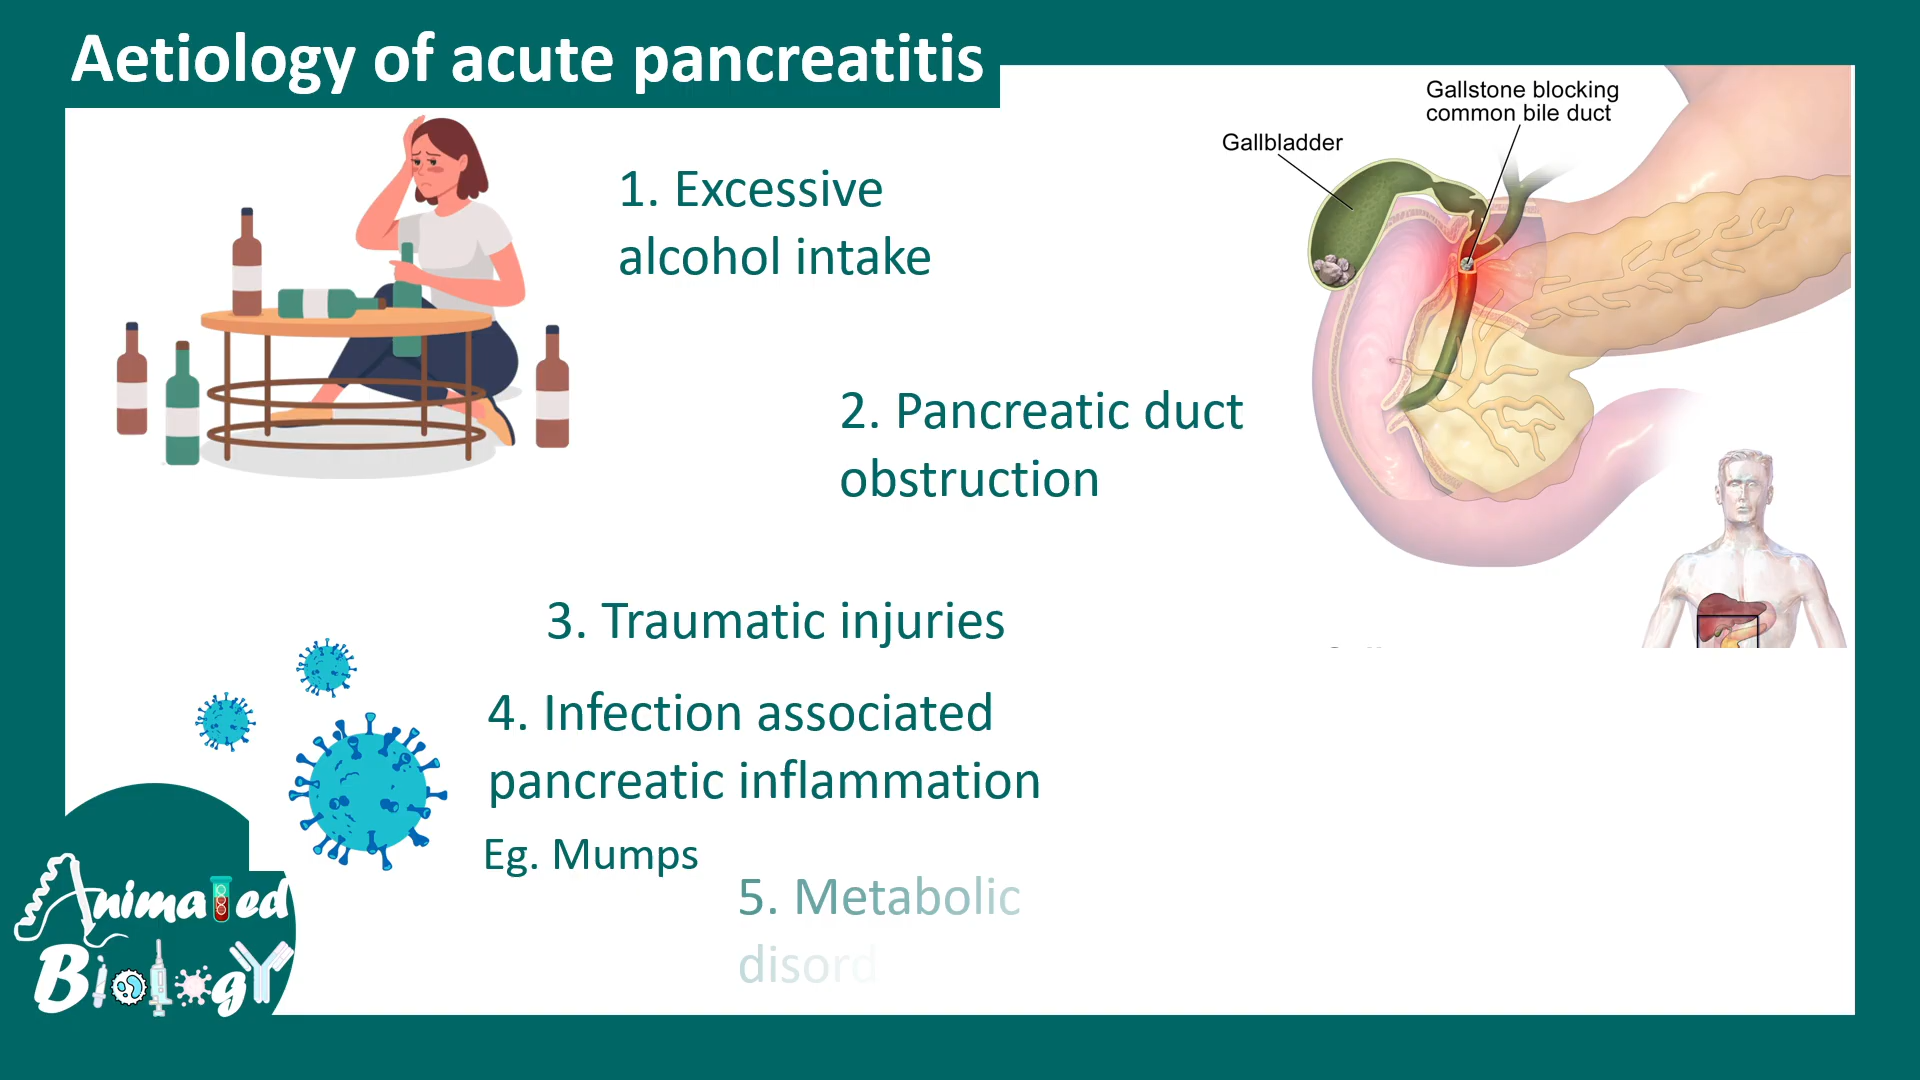 Aetiology of acute pancreatitis
Gallstone blocking
common bile duct
Gallbladder
1. Excessive
alcohol intake
2. Pancreatic duct
obstruction
3. Traumatic injuries
4. Infection associated
pancreatic inflammation
Eg. Mumps
5. Metabolic
disord
Animated
Biology